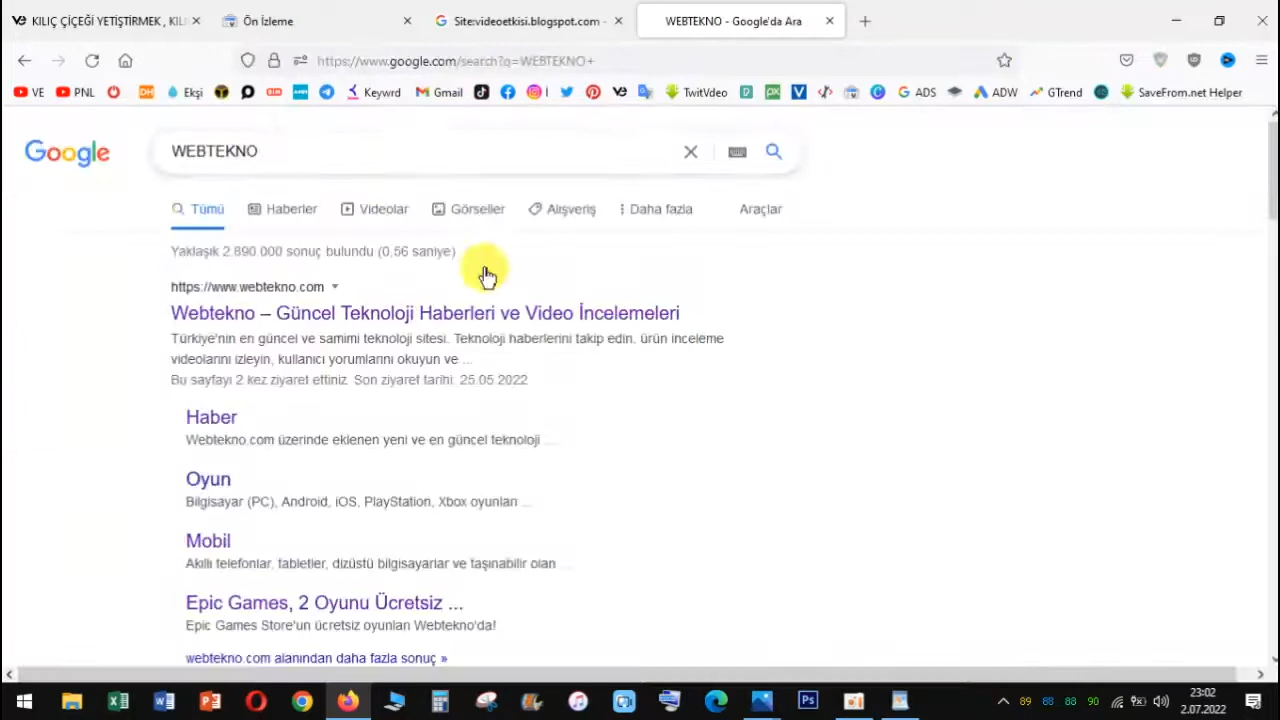 KILIÇ ÇİÇEĞİ YETİŞTİRMEK , KILI
Ön İzleme
Site:videoetkisi.blogspot.com -
WEBTEKNO - Google'da Ara
https://www.google.com/search?q=WEBTEKNO+
VE
PNL
Ekşi
Keywrd
Gmail
TwitVdeo
ADS
ADW
GTrend
SaveFrom.net Helper
Google
WEBTEKNO
Tümü
Haberler
Videolar
Görseller
Alışveriş
Daha fazla
Araçlar
Yaklaşık 2.890.000 sonuç bulundu (0,56 saniye)
https://www.webtekno.com
Webtekno – Güncel Teknoloji Haberleri ve Video İncelemeleri
Türkiye'nin en güncel ve samimi teknoloji sitesi. Teknoloji haberlerini takip edin, ürün inceleme
videolarını izleyin, kullanıcı yorumlarını okuyun ve ...
Bu sayfayı 2 kez ziyaret ettiniz. Son ziyaret tarihi: 25.05.2022
Haber
Webtekno.com üzerinde eklenen yeni ve en güncel teknoloji ...
Oyun
Bilgisayar (PC), Android, iOS, PlayStation, Xbox oyunları ...
Mobil
Akıllı telefonlar, tabletler, dizüstü bilgisayarlar ve taşınabilir olan ...
Epic Games, 2 Oyunu Ücretsiz ...
Epic Games Store'un ücretsiz oyunları Webtekno'da!
webtekno.com alanından daha fazla sonuç »
89 88 88 90
23:02
2.07.2022